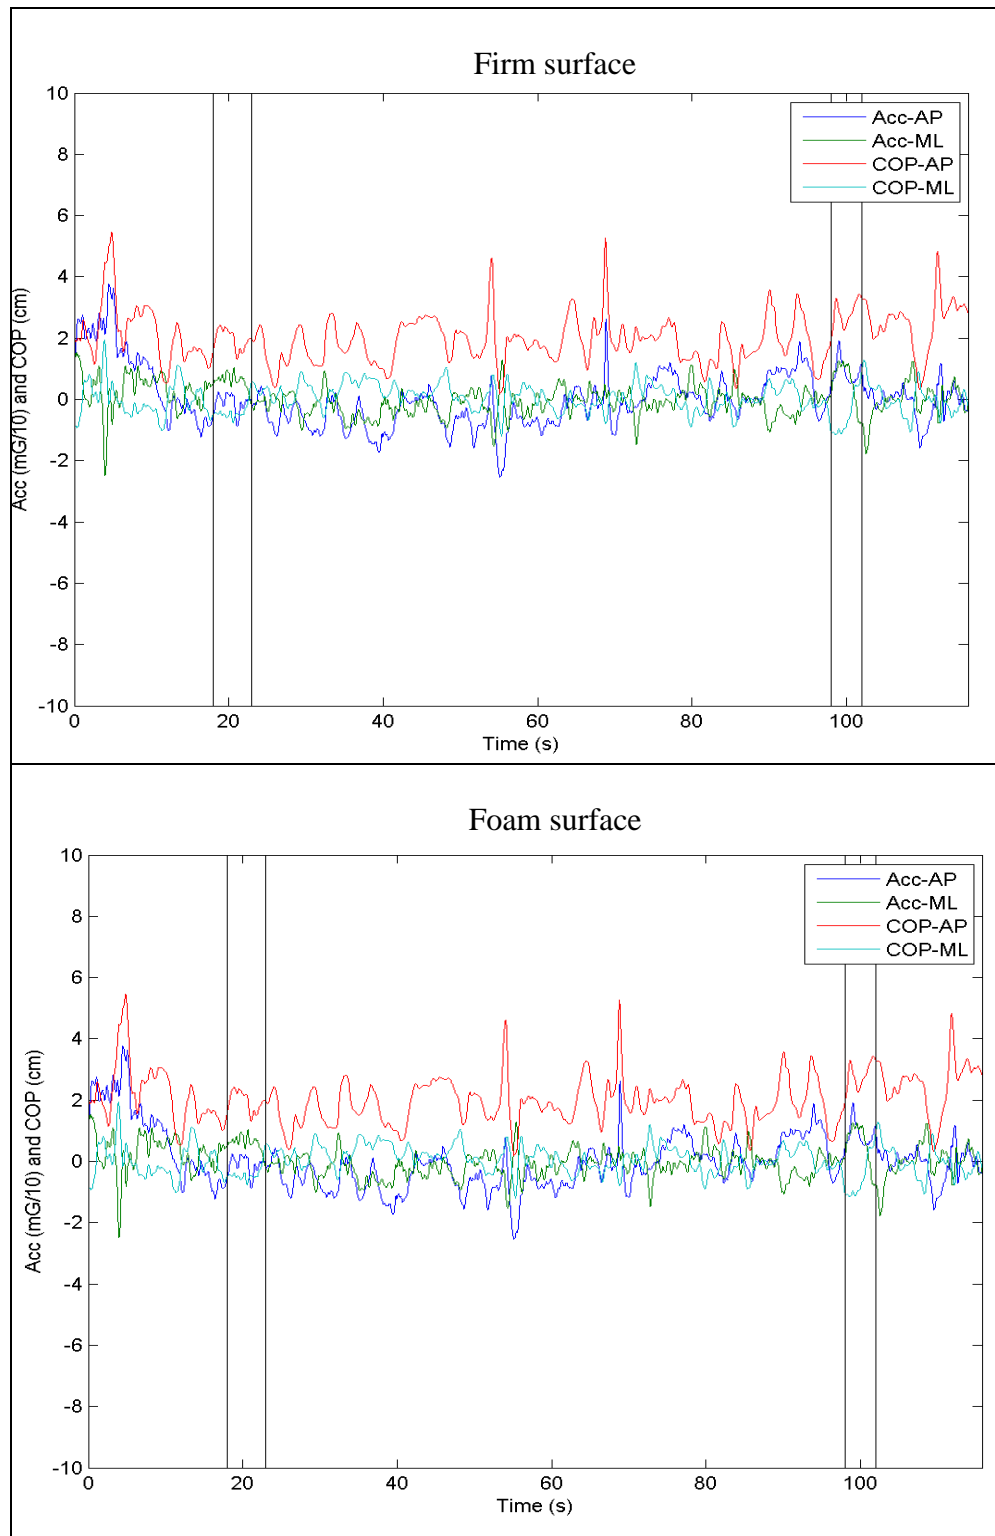 Firm surface
10
8
6
4
2
0
-2
-4
-6
-8
-10
Acc (mG/10) and COP (cm)
Acc-AP
Acc-ML
COP-AP
COP-ML
0 20 40 60 80 100
Time (s)
Foam surface
10
8
6
4
2
0
-2
-4
-6
-8
-10
Acc (mG/10) and COP (cm)
Acc-AP
Acc-ML
COP-AP
COP-ML
0 20 40 60 80 100
Time (s)